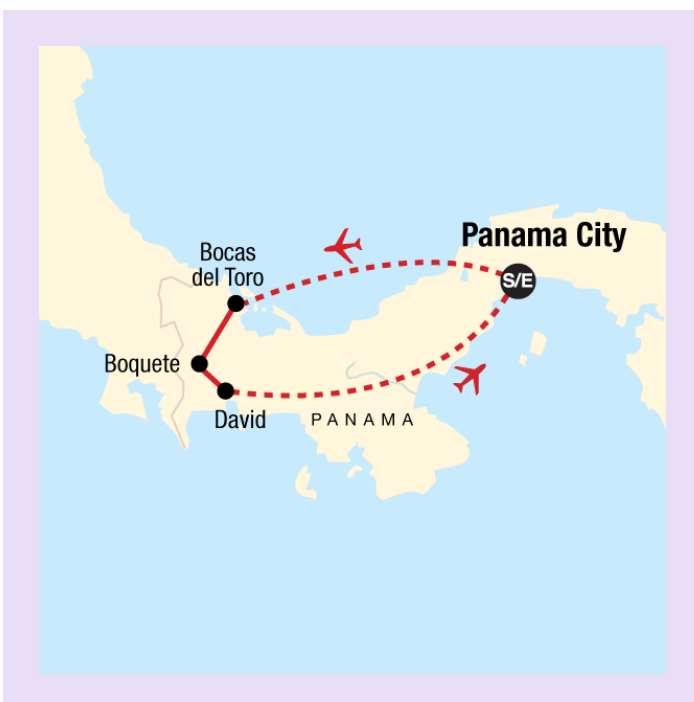 Panama City
S/E
Bocas
del Toro
Boquete
David
PANAMA